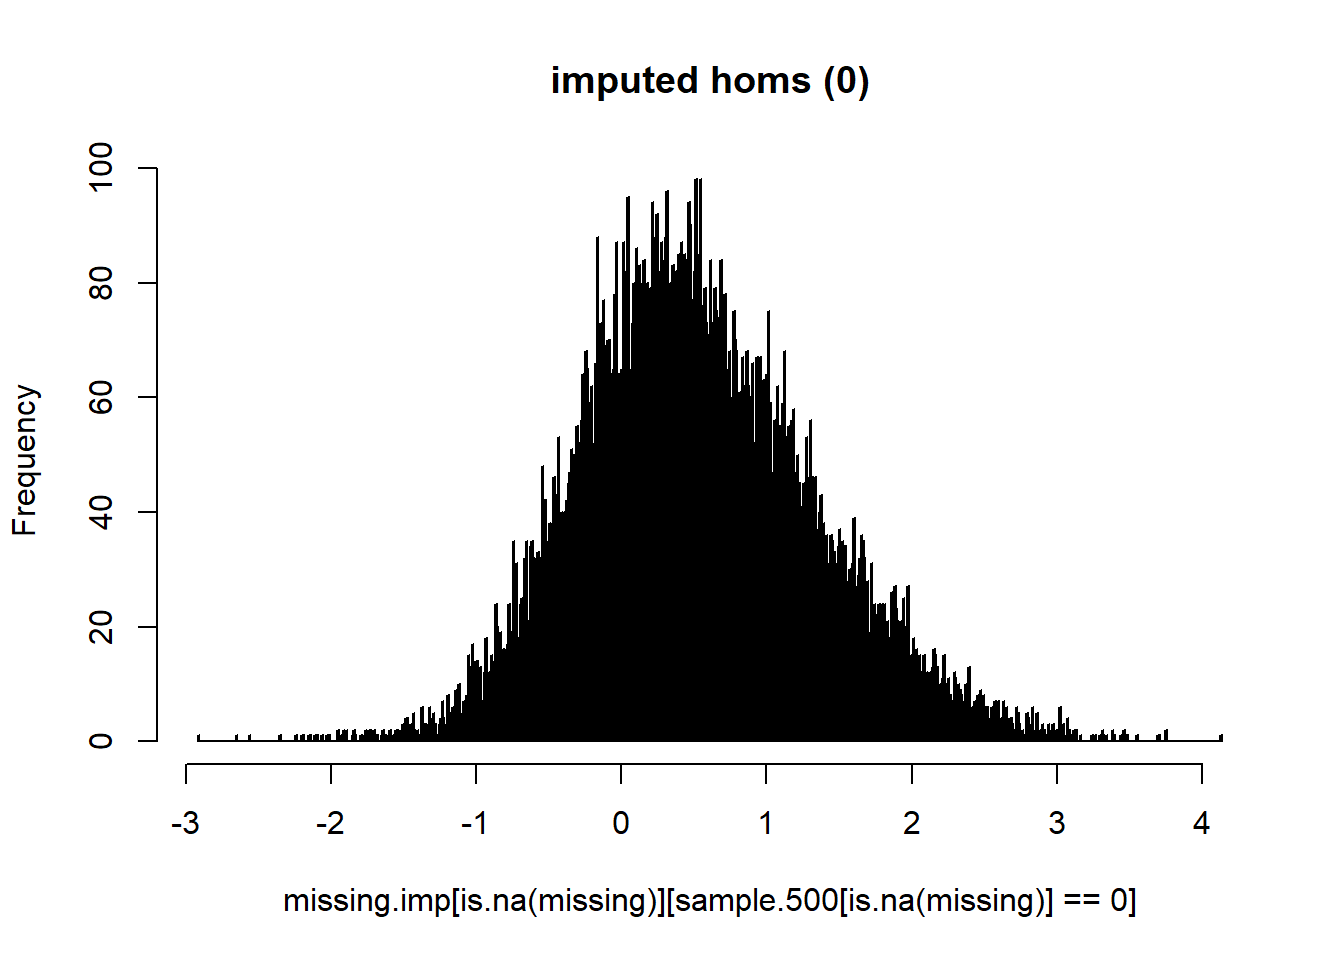 imputed homs (0)
100
80
60
40
20
0
Frequency
-3 -2 -1 0 1 2 3 4
missing.imp[is.na(missing)][sample.500[is.na(missing)] == 0]